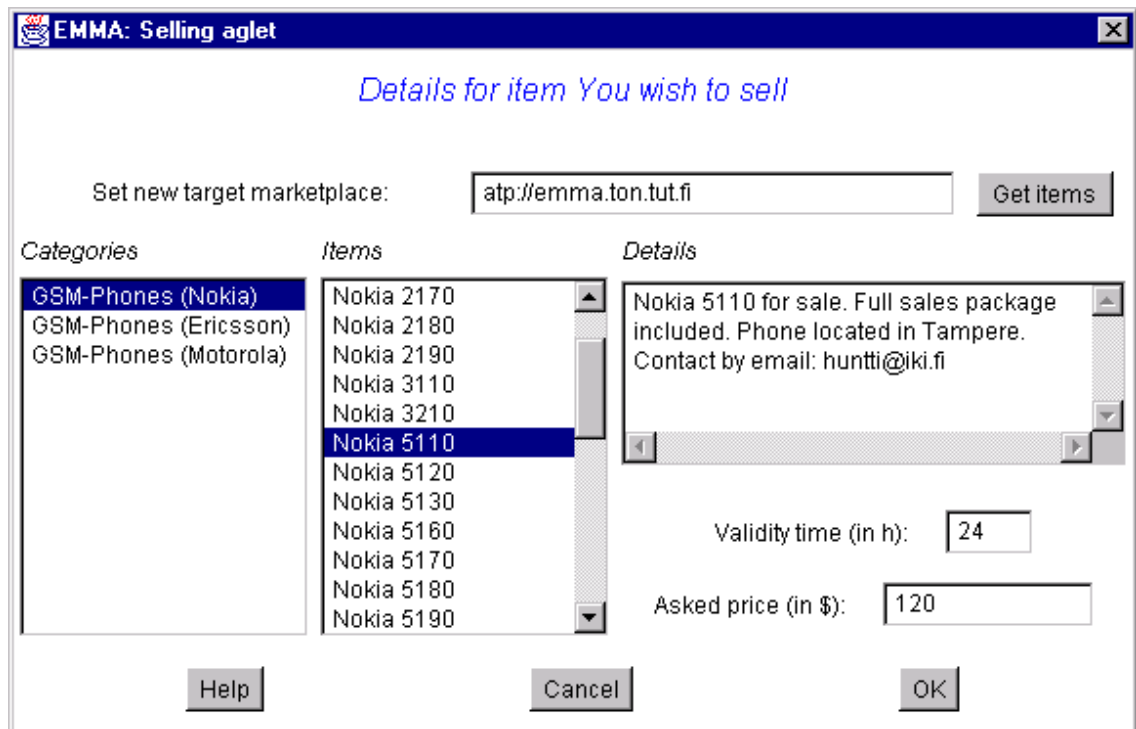 EMMA: Selling aglet
Details for item You wish to sell
Set new target marketplace:
atp://emma.ton.tut.fi
Get items
Categories
Items
Details
GSM-Phones (Nokia)
GSM-Phones (Ericsson)
GSM-Phones (Motorola)
Nokia 2170
Nokia 2180
Nokia 2190
Nokia 3110
Nokia 3210
Nokia 5110
Nokia 5120
Nokia 5130
Nokia 5160
Nokia 5170
Nokia 5180
Nokia 5190
Nokia 5110 for sale. Full sales package
included. Phone located in Tampere.
Contact by email: huntti@iki.fi
Validity time (in h):
24
Asked price (in $):
120
Help
Cancel
OK